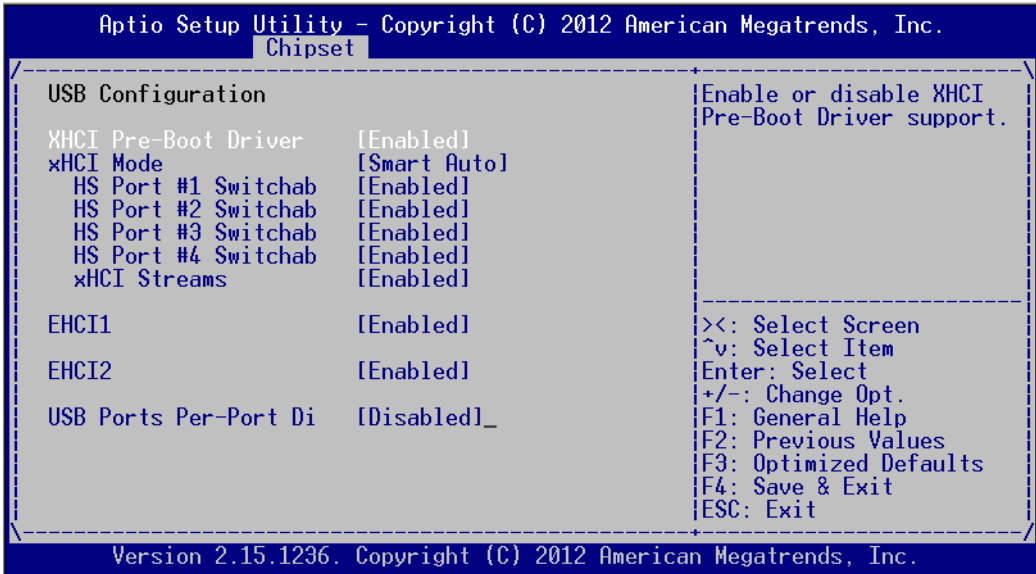 Aptio Setup Utility - Copyright (C) 2012 American Megatrends, Inc.
Chipset
USB Configuration
XHCI Pre-Boot Driver [Enabled]
xHCI Mode [Smart Auto]
HS Port #1 Switchab [Enabled]
HS Port #2 Switchab [Enabled]
HS Port #3 Switchab [Enabled]
HS Port #4 Switchab [Enabled]
xHCI Streams [Enabled]
EHCI1 [Enabled]
EHCI2 [Enabled]
USB Ports Per-Port Di [Disabled]_
Enable or disable XHCI
Pre-Boot Driver support.
><: Select Screen
^v: Select Item
Enter: Select
+/-: Change Opt.
F1: General Help
F2: Previous Values
F3: Optimized Defaults
F4: Save & Exit
ESC: Exit
Version 2.15.1236. Copyright (C) 2012 American Megatrends, Inc.